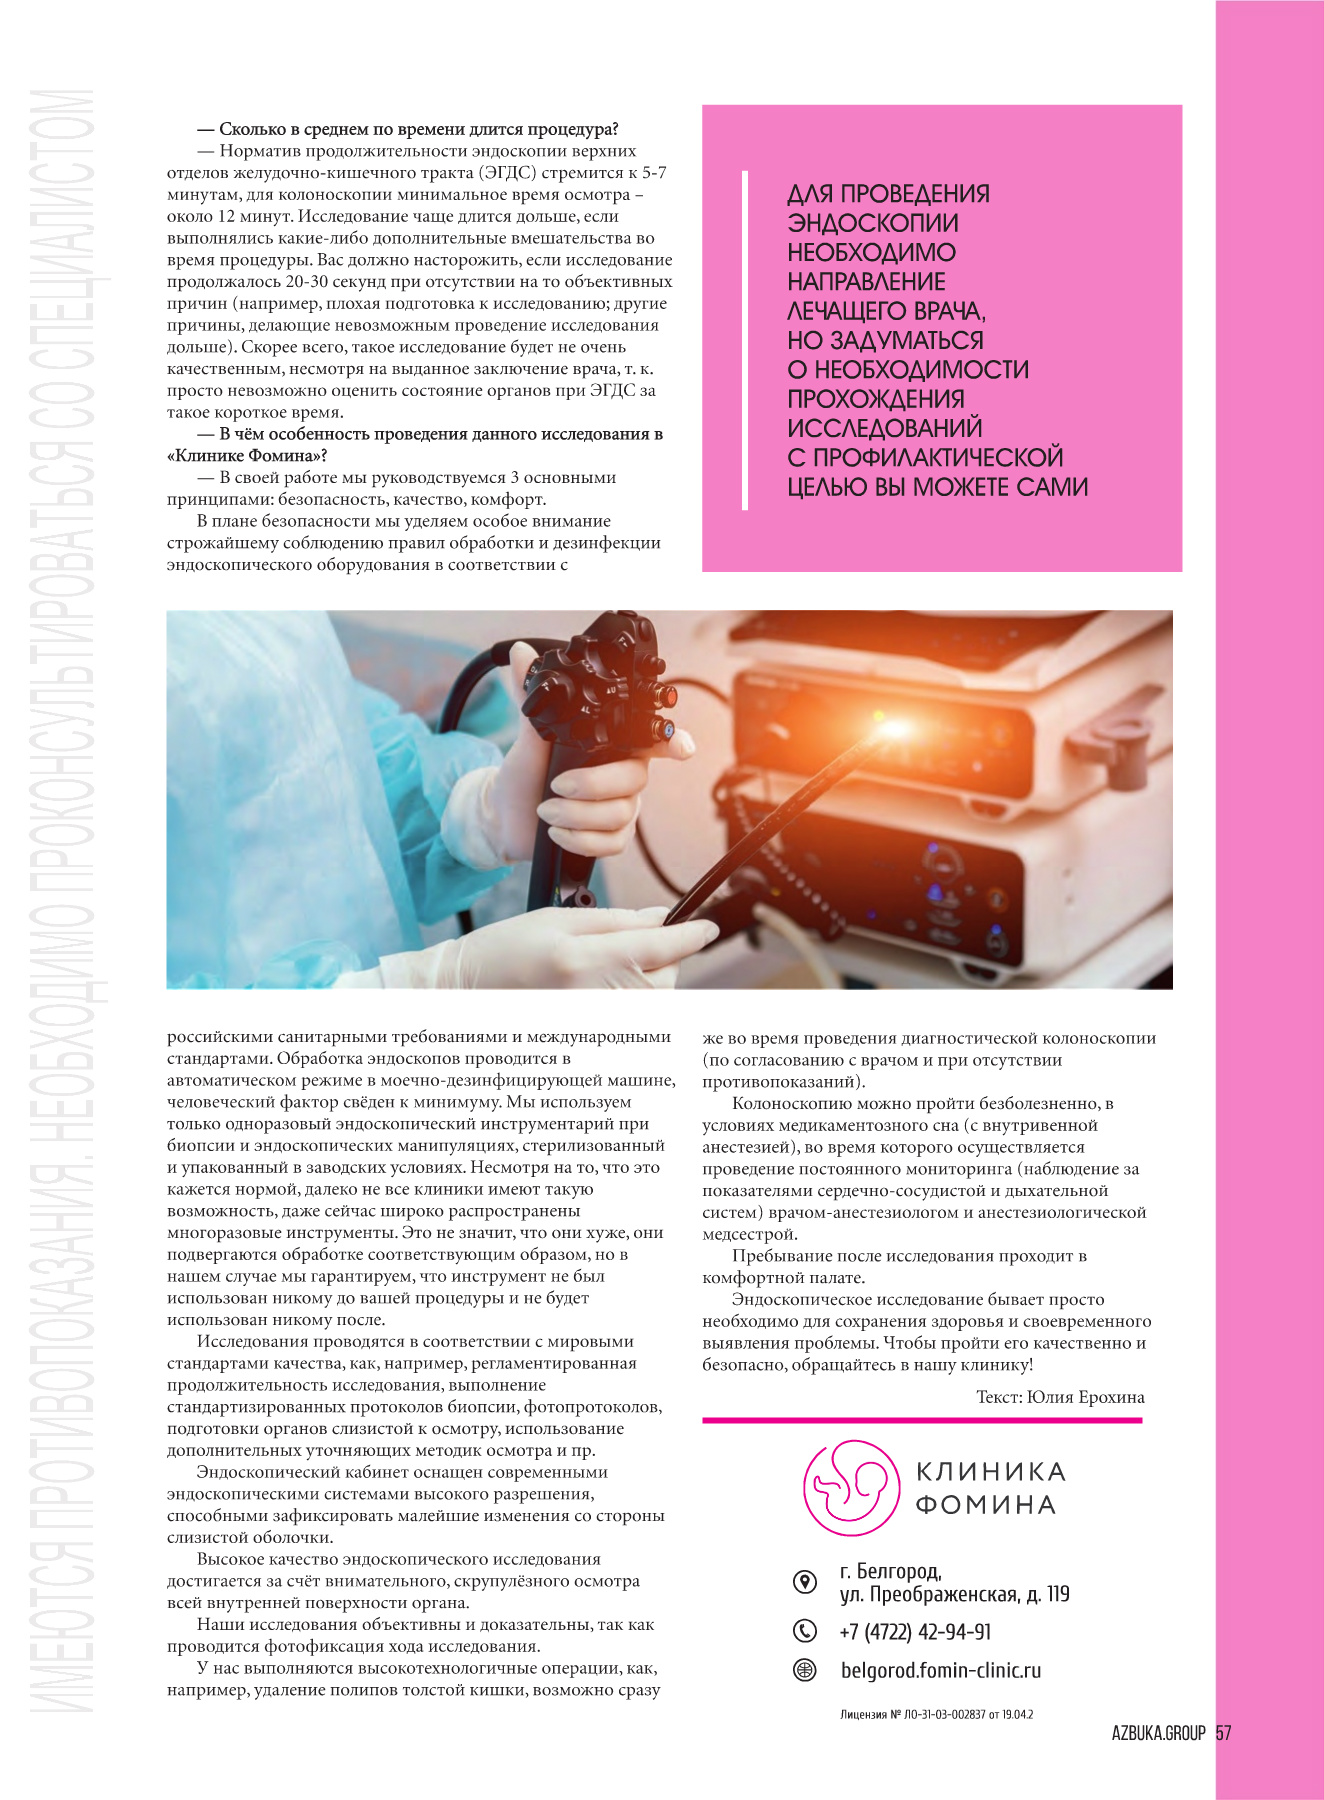 ИМЕЮТСЯ ПРОТИВОПОКАЗАНИЯ. НЕОБХОДИМО ПРОКОНСУЛЬТИРОВАТЬСЯ СО СПЕЦИАЛИСТОМ
— Сколько в среднем по времени длится процедура?
— Норматив продолжительности эндоскопии верхних
отделов желудочно-кишечного тракта (ЭГДС) стремится к 5-7
минутам, для колоноскопии минимальное время осмотра –
около 12 минут. Исследование чаще длится дольше, если
выполнялись какие-либо дополнительные вмешательства во
время процедуры. Вас должно насторожить, если исследование
продолжалось 20-30 секунд при отсутствии на то объективных
причин (например, плохая подготовка к исследованию; другие
причины, делающие невозможным проведение исследования
дольше). Скорее всего, такое исследование будет не очень
качественным, несмотря на выданное заключение врача, т. к.
просто невозможно оценить состояние органов при ЭГДС за
такое короткое время.
— В чём особенность проведения данного исследования в
«Клинике Фомина»?
— В своей работе мы руководствуемся 3 основными
принципами: безопасность, качество, комфорт.
В плане безопасности мы уделяем особое внимание
строжайшему соблюдению правил обработки и дезинфекции
эндоскопического оборудования в соответствии с
ДЛЯ ПРОВЕДЕНИЯ
ЭНДОСКОПИИ
НЕОБХОДИМО
НАПРАВЛЕНИЕ
ЛЕЧАЩЕГО ВРАЧА,
НО ЗАДУМАТЬСЯ
О НЕОБХОДИМОСТИ
ПРОХОЖДЕНИЯ
ИССЛЕДОВАНИЙ
С ПРОФИЛАКТИЧЕСКОЙ
ЦЕЛЬЮ ВЫ МОЖЕТЕ САМИ
российскими санитарными требованиями и международными
стандартами. Обработка эндоскопов проводится в
автоматическом режиме в моечно-дезинфицирующей машине,
человеческий фактор свёден к минимуму. Мы используем
только одноразовый эндоскопический инструментарий при
биопсии и эндоскопических манипуляциях, стерилизованный
и упакованный в заводских условиях. Несмотря на то, что это
кажется нормой, далеко не все клиники имеют такую
возможность, даже сейчас широко распространены
многоразовые инструменты. Это не значит, что они хуже, они
подвергаются обработке соответствующим образом, но в
нашем случае мы гарантируем, что инструмент не был
использован никому до вашей процедуры и не будет
использован никому после.
Исследования проводятся в соответствии с мировыми
стандартами качества, как, например, регламентированная
продолжительность исследования, выполнение
стандартизированных протоколов биопсии, фотопротоколов,
подготовки органов слизистой к осмотру, использование
дополнительных уточняющих методик осмотра и пр.
Эндоскопический кабинет оснащен современными
эндоскопическими системами высокого разрешения,
способными зафиксировать малейшие изменения со стороны
слизистой оболочки.
Высокое качество эндоскопического исследования
достигается за счёт внимательного, скрупулёзного осмотра
всей внутренней поверхности органа.
Наши исследования объективны и доказательны, так как
проводится фотофиксация хода исследования.
У нас выполняются высокотехнологичные операции, как,
например, удаление полипов толстой кишки, возможно сразу
же во время проведения диагностической колоноскопии
(по согласованию с врачом и при отсутствии
противопоказаний).
Колоноскопию можно пройти безболезненно, в
условиях медикаментозного сна (с внутривенной
анестезией), во время которого осуществляется
проведение постоянного мониторинга (наблюдение за
показателями сердечно-сосудистой и дыхательной
систем) врачом-анестезиологом и анестезиологической
медсестрой.
Пребывание после исследования проходит в
комфортной палате.
Эндоскопическое исследование бывает просто
необходимо для сохранения здоровья и своевременного
выявления проблемы. Чтобы пройти его качественно и
безопасно, обращайтесь в нашу клинику!
Текст: Юлия Ерохина
КЛИНИКА
ФОМИНА
г. Белгород,
ул. Преображенская, д. 119
+7 (4722) 42-94-91
belgorod.fomin-clinic.ru
Лицензия № ЛО-31-03-002837 от 19.04.2
AZBUKA.GROUP 57